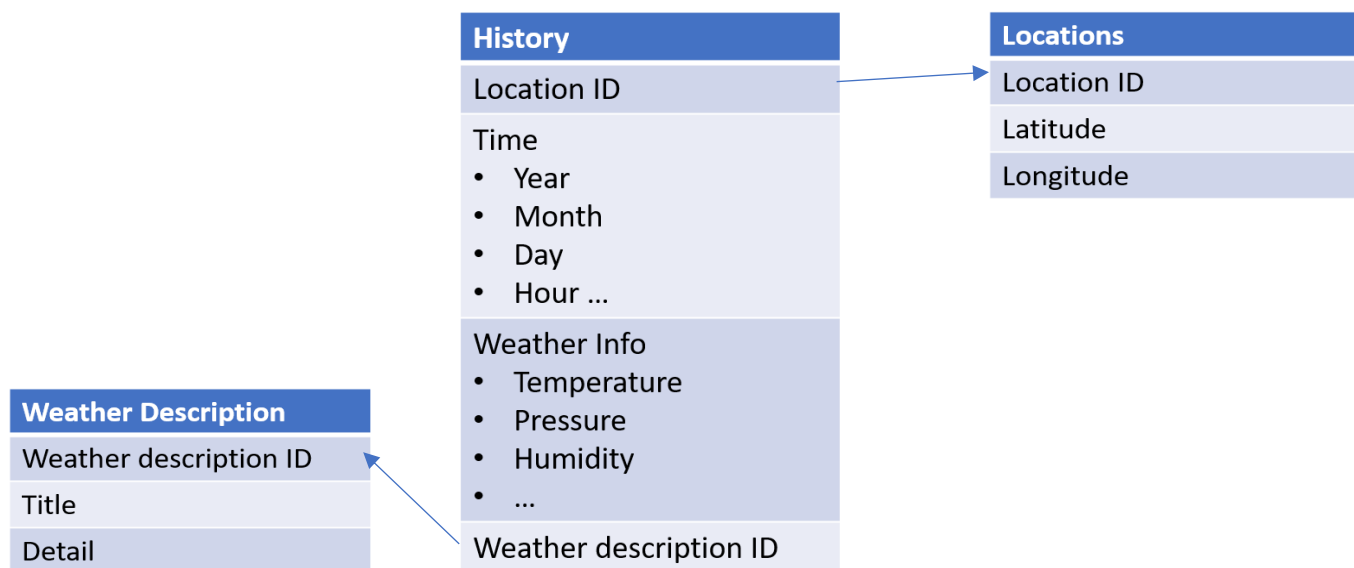 History
Location ID
Time
• Year
• Month
• Day
• Hour ...
Weather Info
• Temperature
• Pressure
• Humidity
• ...
Weather description ID
Locations
Location ID
Latitude
Longitude
Weather Description
Weather description ID
Title
Detail